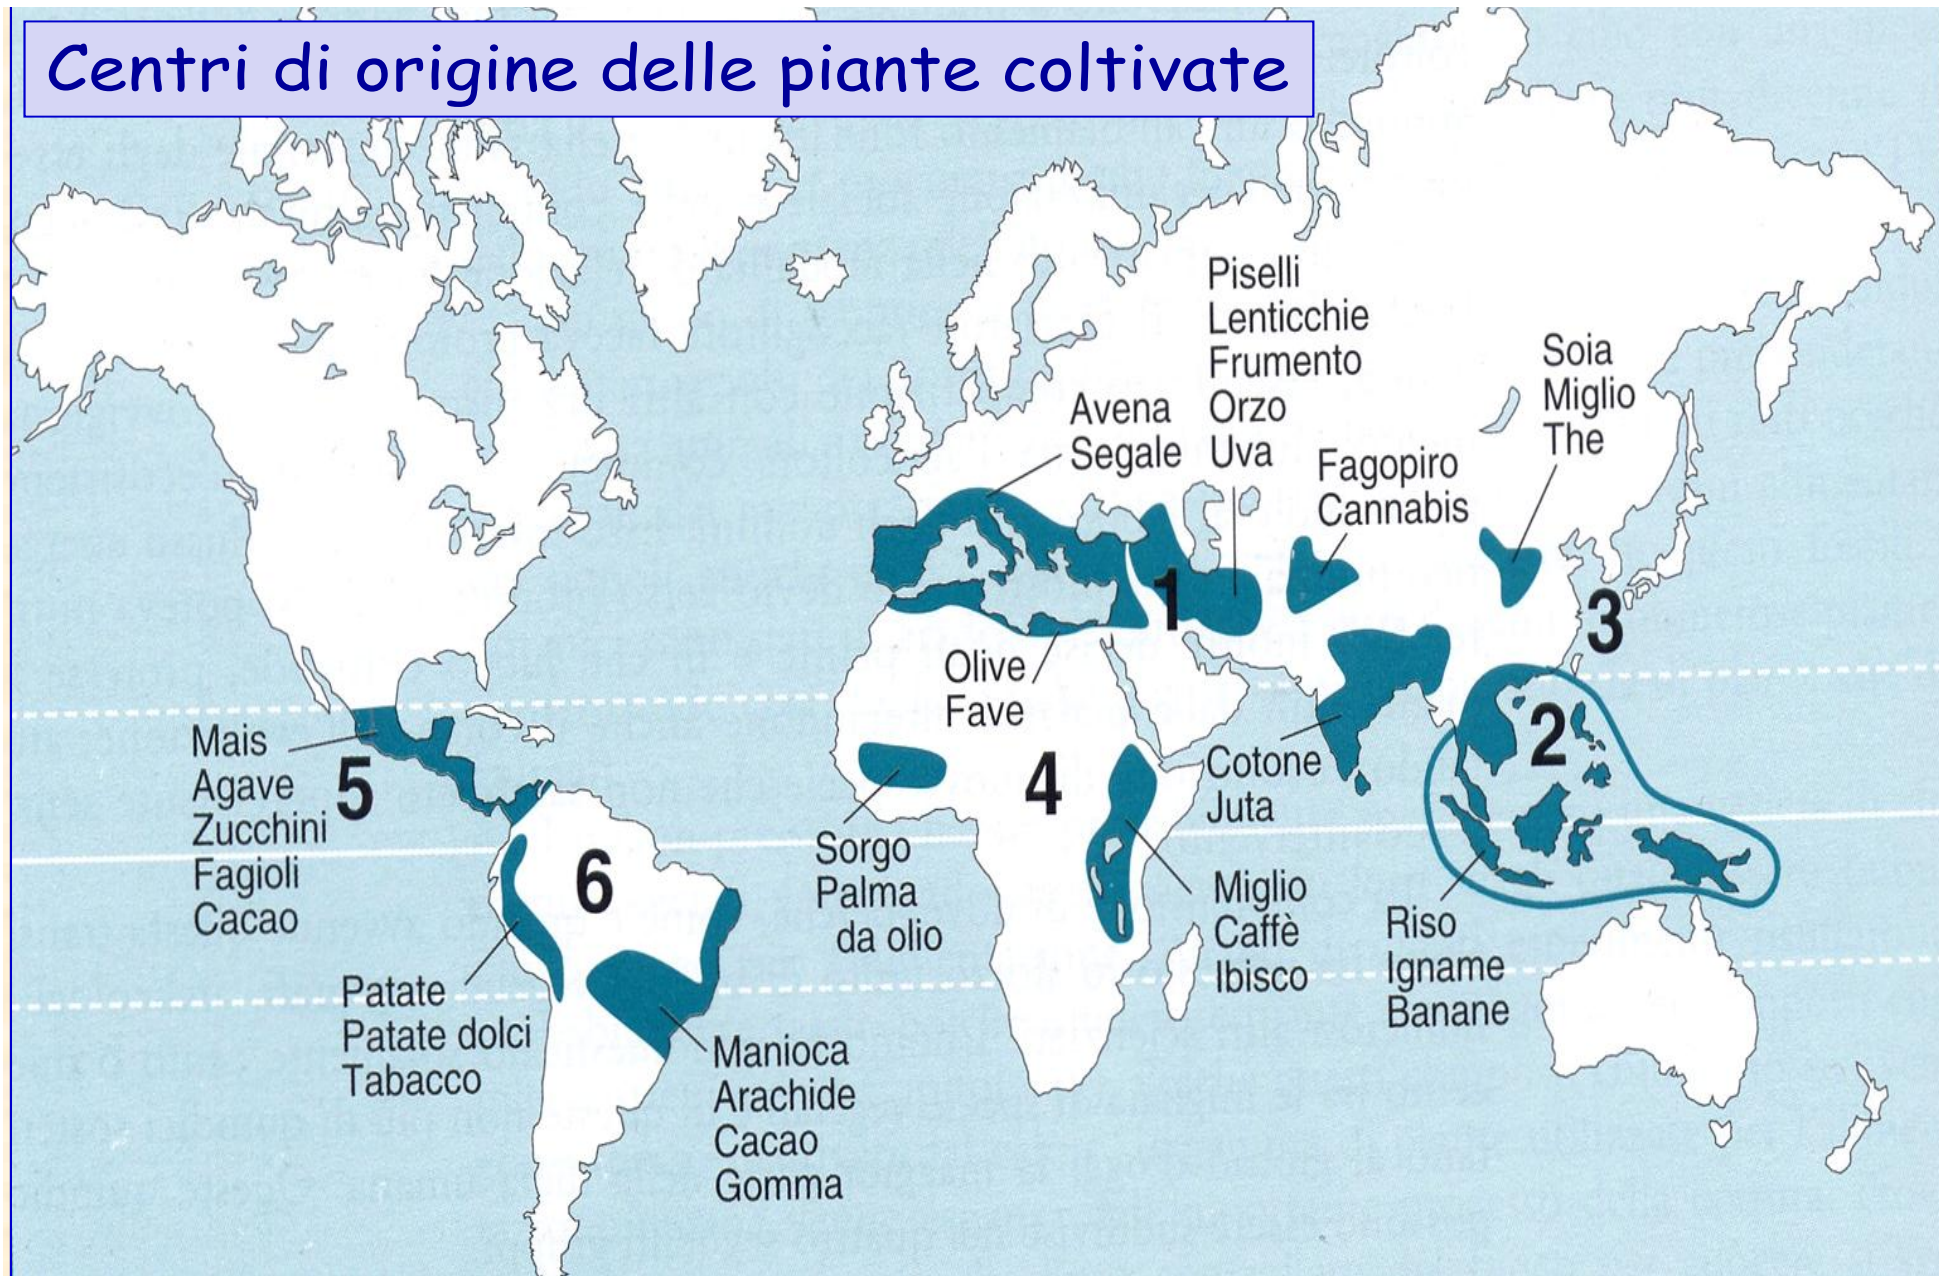 Centri di origine delle piante coltivate
Piselli
Lenticchie
Frumento
Orzo
Uva
Avena
Segale
Fagopiro
Cannabis
Soia
Miglio
The
1
3
Olive
Fave
2
4
Cotone
Juta
Mais
Agave
Zucchini
Fagioli
Cacao
5
6
Sorgo
Palma
da olio
Miglio
Caffè
Ibisco
Riso
Igname
Banane
Patate
Patate dolci
Tabacco
Manioca
Arachide
Cacao
Gomma